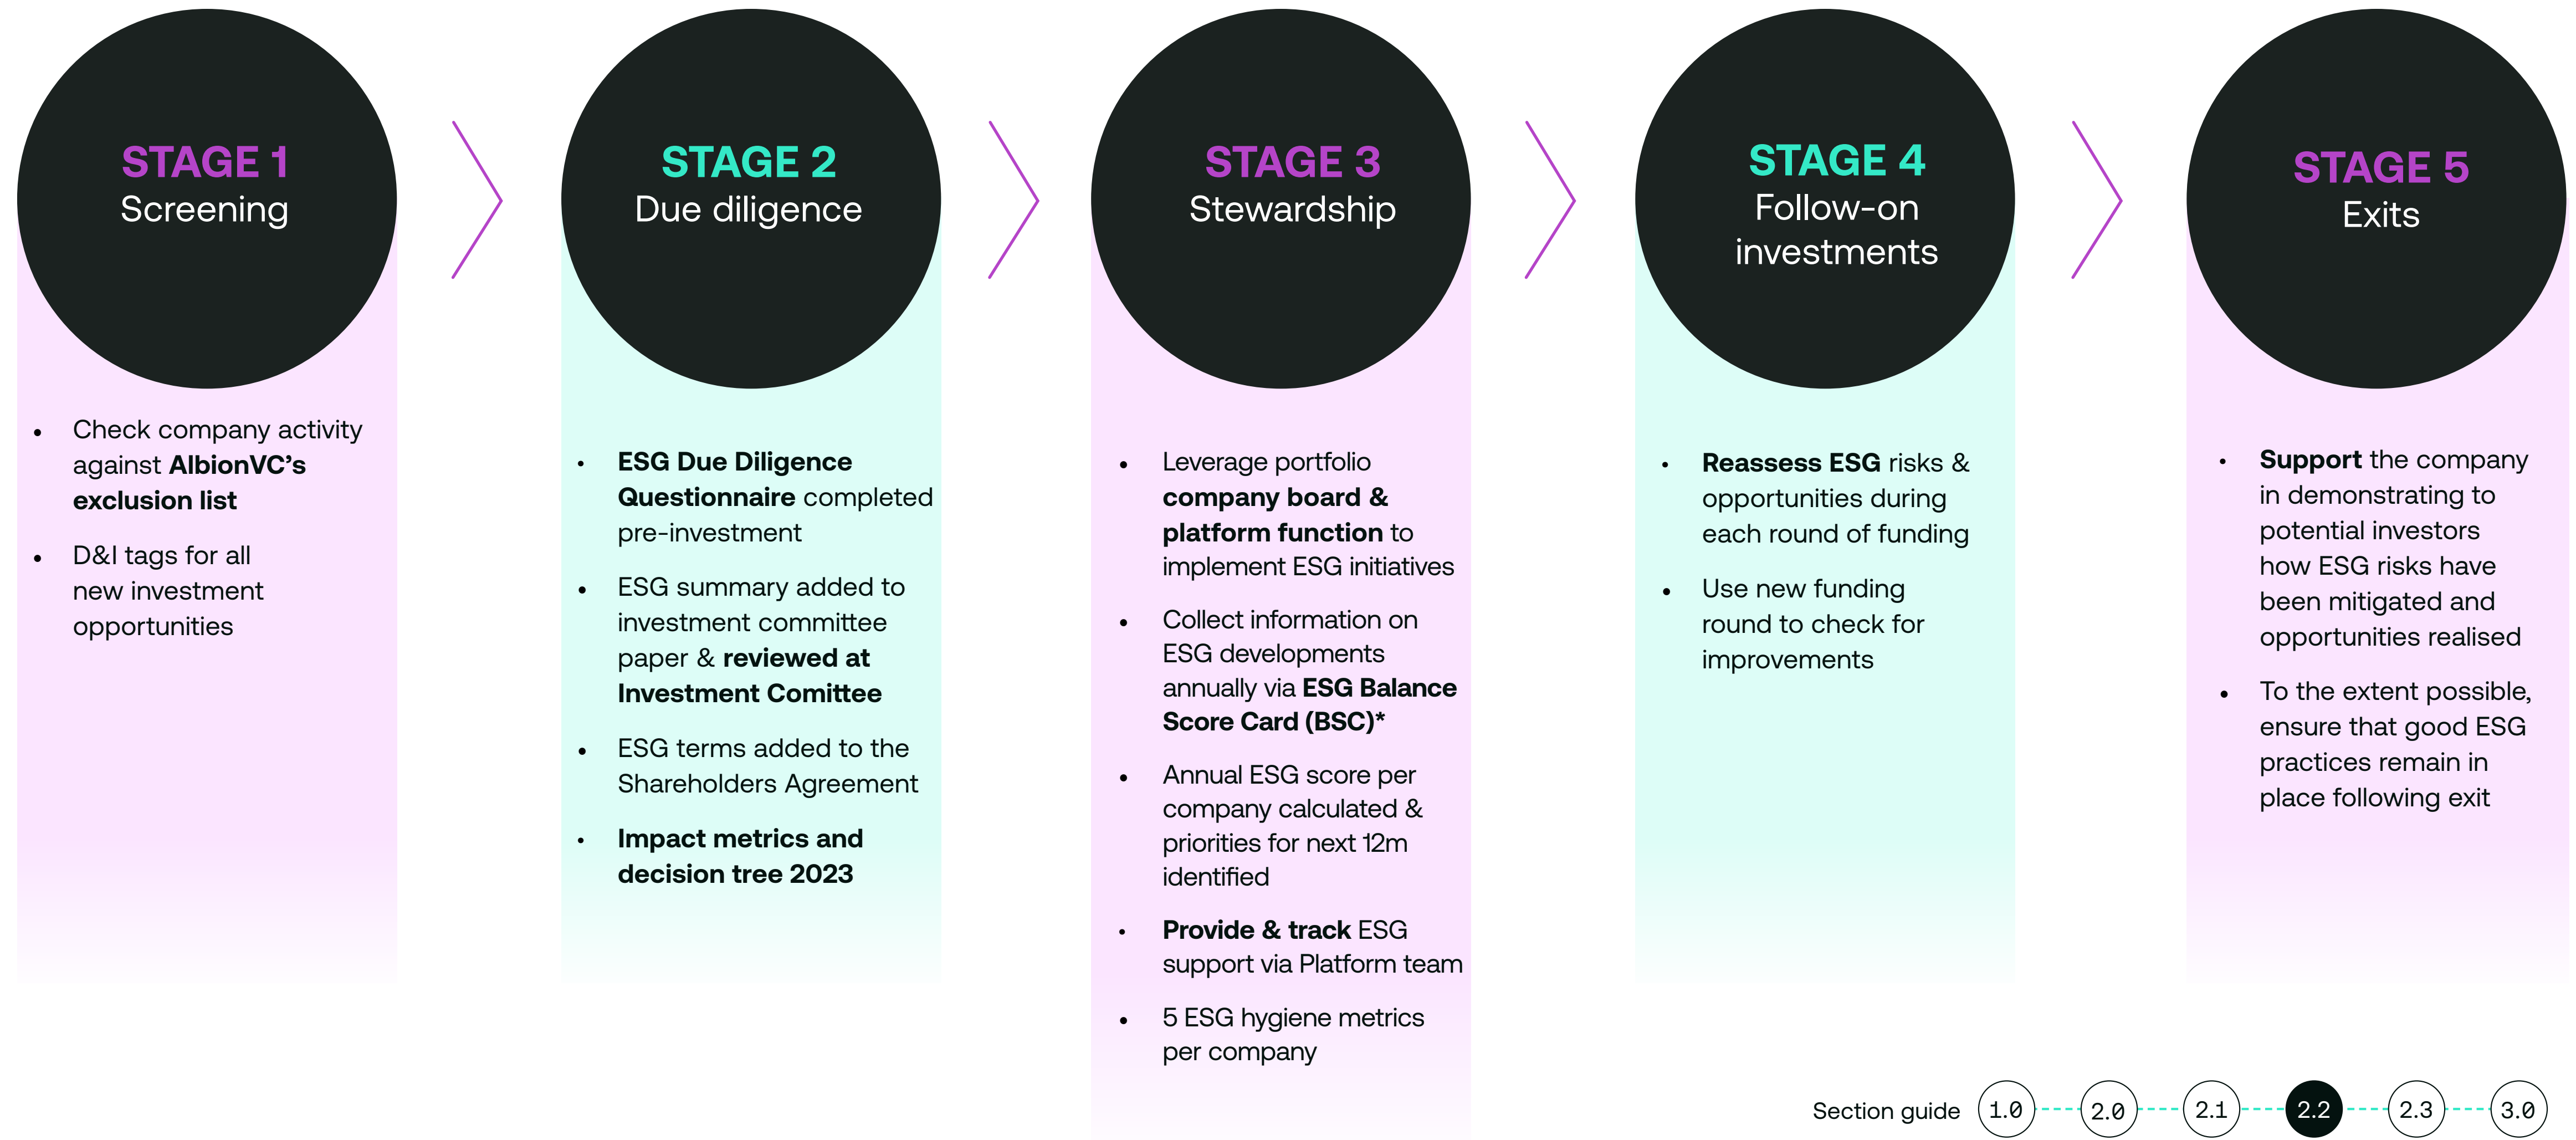 STAGE 1
Screening
• Check company activity
against AlbionVC’s
exclusion list
• D&I tags for all
new investment
opportunities
STAGE 2
Due diligence
• ESG Due Diligence
Questionnaire completed
pre-investment
• ESG summary added to
investment committee
paper & reviewed at
Investment Comittee
• ESG terms added to the
Shareholders Agreement
• Impact metrics and
decision tree 2023
STAGE 3
Stewardship
• Leverage portfolio
company board &
platform function to
implement ESG initiatives
• Collect information on
ESG developments
annually via ESG Balance
Score Card (BSC)*
• Annual ESG score per
company calculated &
priorities for next 12m
identified
• Provide & track ESG
support via Platform team
• 5 ESG hygiene metrics
per company
STAGE 4
Follow-on
investments
• Reassess ESG risks &
opportunities during
each round of funding
• Use new funding
round to check for
improvements
STAGE 5
Exits
• Support the company
in demonstrating to
potential investors
how ESG risks have
been mitigated and
opportunities realised
• To the extent possible,
ensure that good ESG
practices remain in
place following exit
Section guide 1.0 2.0 2.1 2.2 2.3 3.0